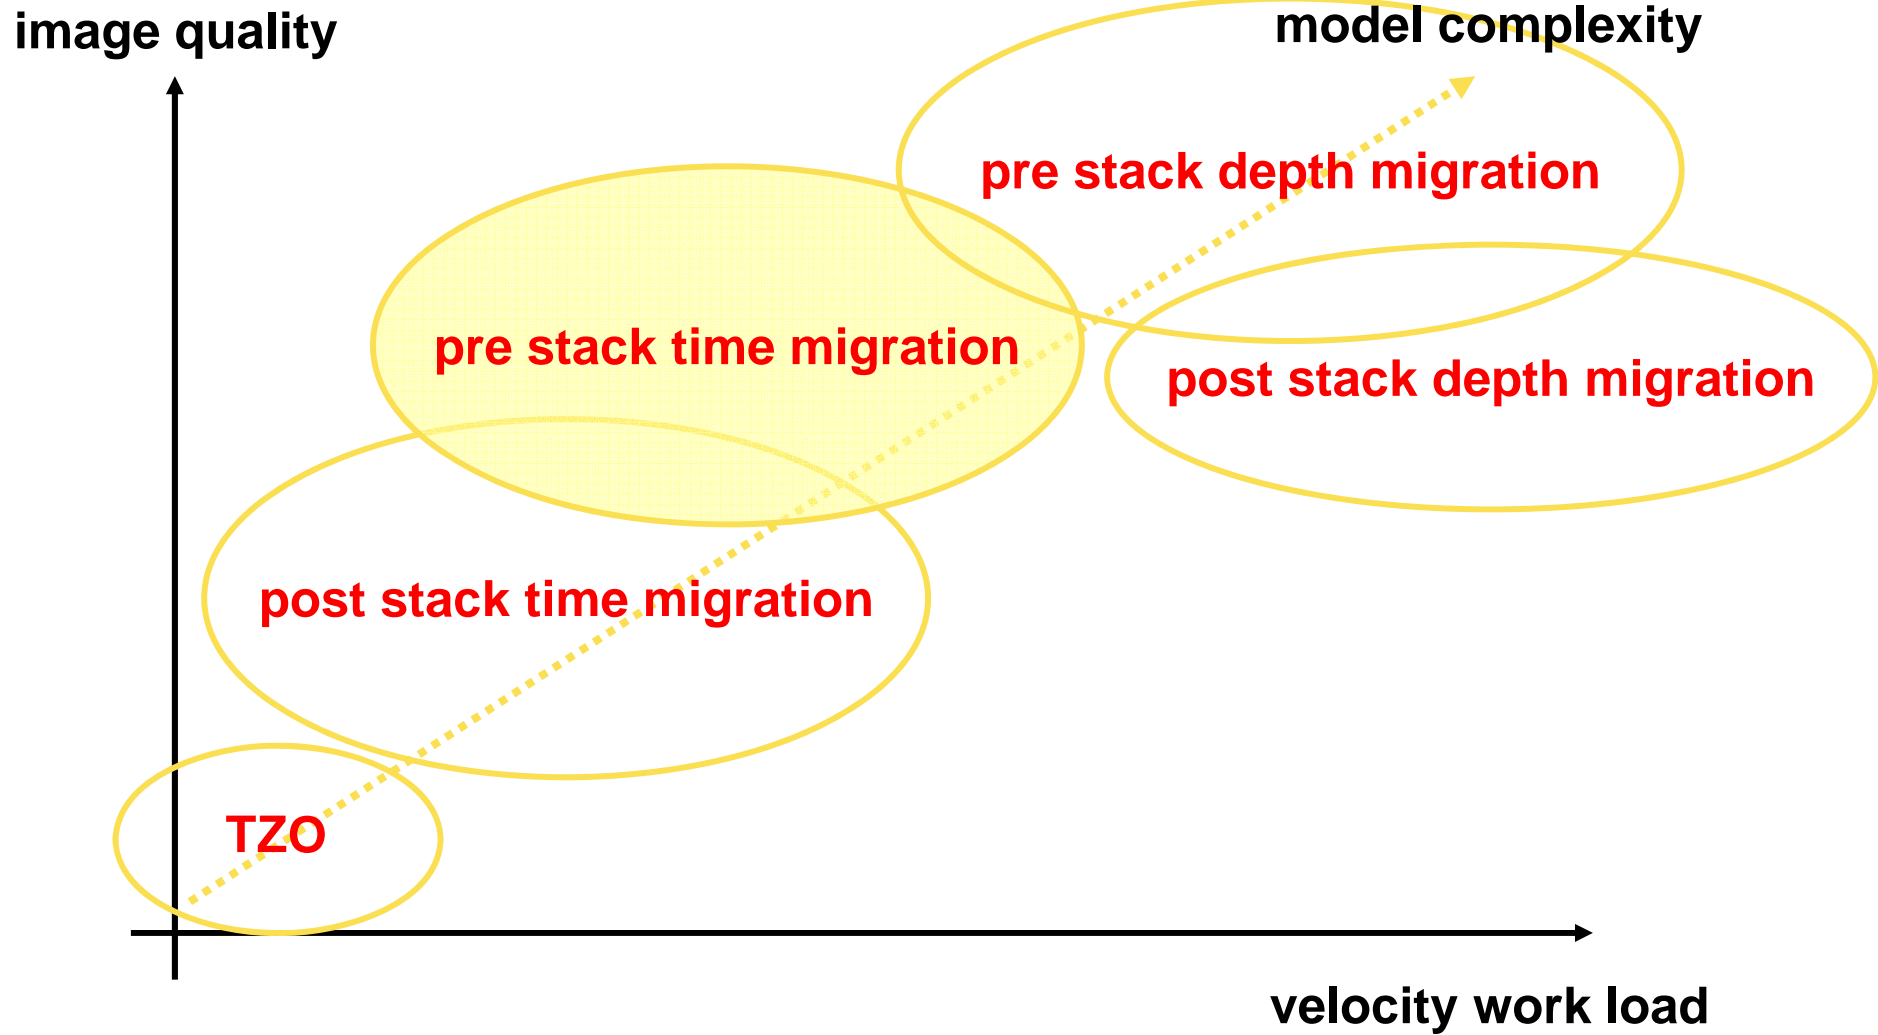 image quality
model complexity
pre stack depth migration
pre stack time migration
post stack depth migration
post stack time migration
TZO
velocity work load